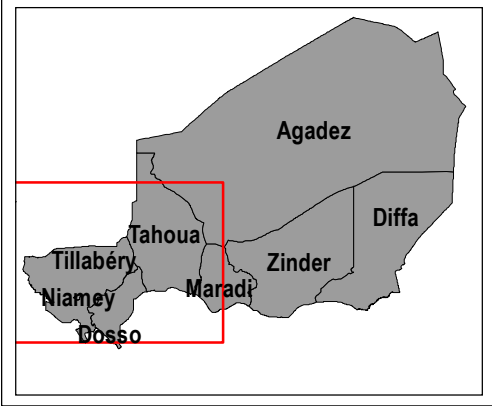 Agadez
Diffa
Tahoua
Zinder
Tillabéry
Maradi
Niamey
Dosso